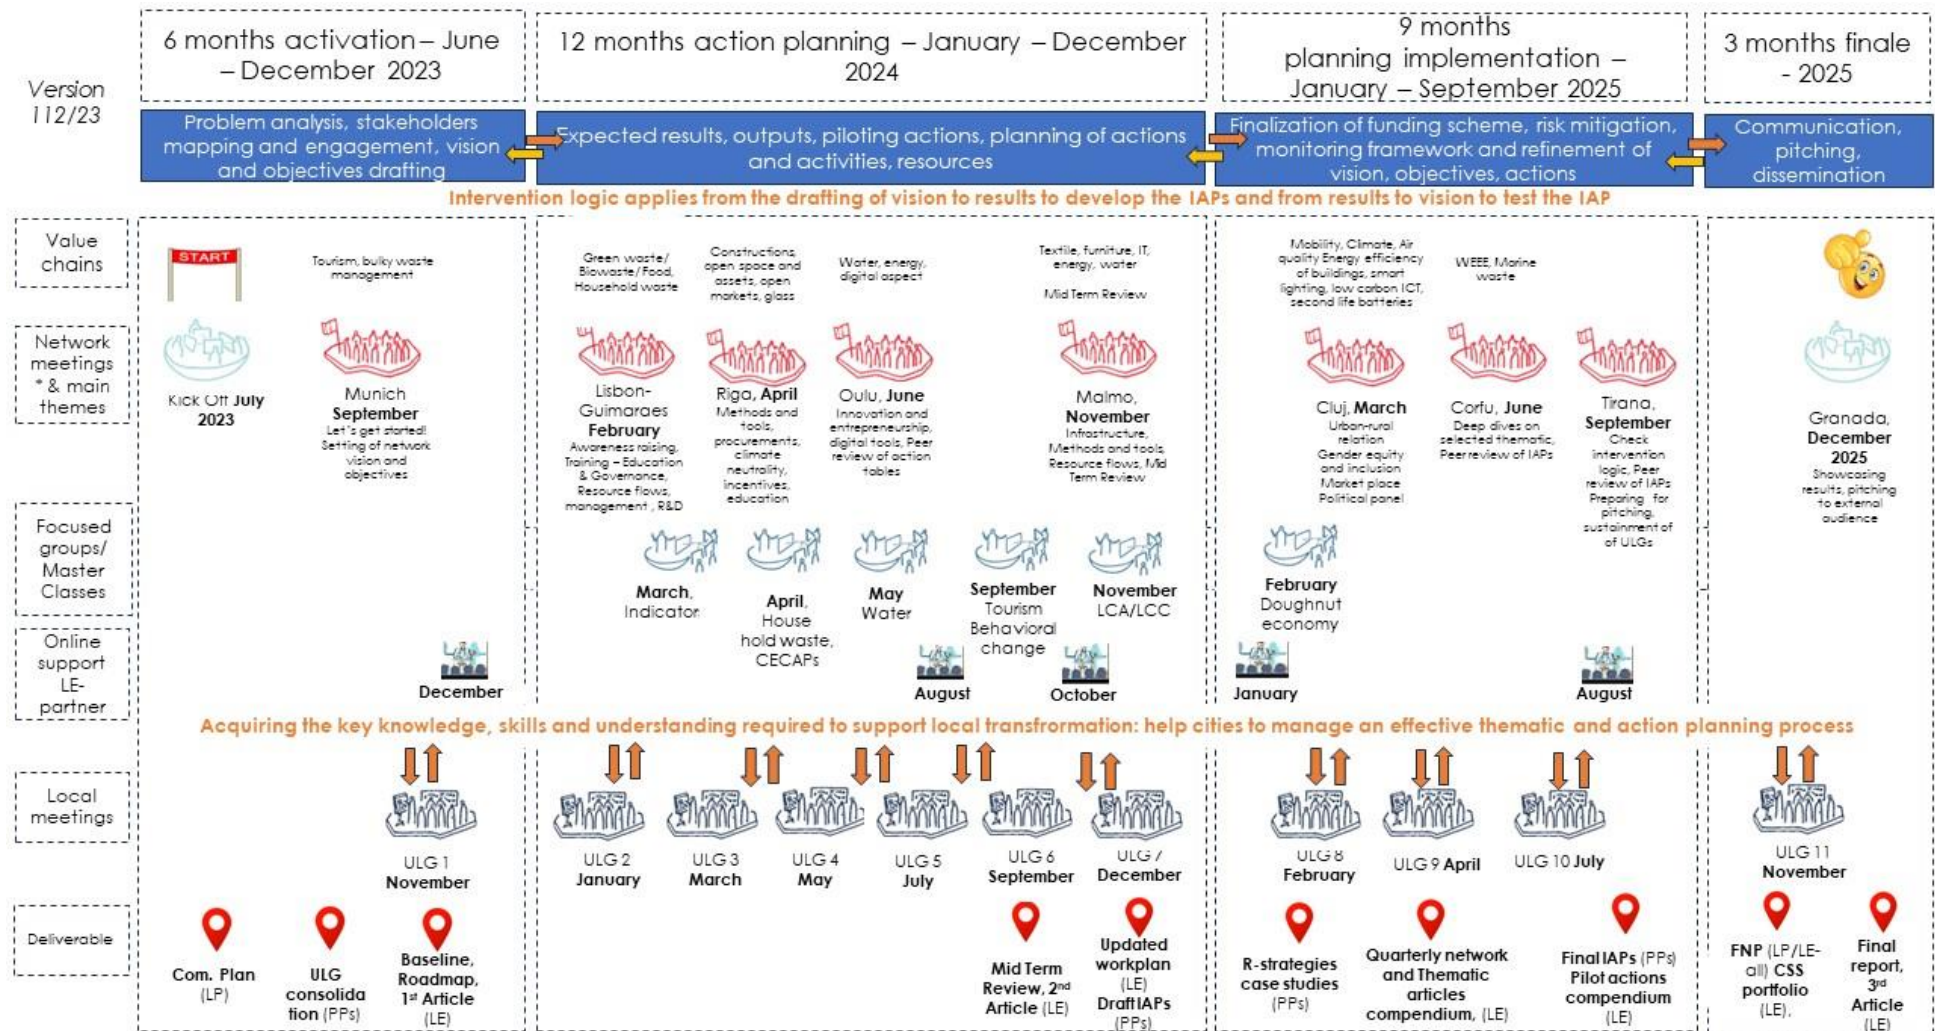 Version
112/23
6 months activation – June
– December 2023
12 months action planning – January – December
2024
9 months
planning implementation –
January – September 2025
3 months finale
- 2025
Problem analysis, stakeholders
mapping and engagement, vision
and objectives drafting
Expected results, outputs, piloting actions, planning of actions
and activities, resources
Finalization of funding scheme, risk mitigation,
monitoring framework and refinement of
vision, objectives, actions
Communication,
pitching,
dissemination
Intervention logic applies from the drafting of vision to results to develop the IAPs and from results to vision to test the IAP
Value
chains
START
Tourism, bulky waste
management
Green waste/
Biowaste/ Food,
Household waste
Constructions,
open space and
assets, open
markets, glass
Water, energy,
digital aspect
Textile, furniture, IT,
energy, water
Mid Term Review
Mobility, Climate, Air
quality Energy efficiency
of buildings, smart
lighting, low carbon ICT,
second life batteries
WEEE, Marine
waste
Network
meetings
* & main
themes
Kick Off July
2023
Munich
September
Let's get started!
Setting of network
vision and
objectives
Lisbon-
Guimaraes
February
Awareness raising,
Training – Education
& Governance,
Resource flows,
management , R&D
Riga, April
Methods and
tools,
procurements,
climate
neutrality,
incentives,
education
Oulu, June
Innovation and
entrepreneurship,
digital tools, Peer
review of action
tables
Malmo,
November
Infrastructure,
Methods and tools,
Resource flows, Mid
Term Review
Cluj, March
Urban-rural
relation
Gender equity
and inclusion
Market place
Political panel
Corfu, June
Deep dives on
selected thematic,
Peer review of IAPs
Tirana,
September
Check
intervention
logic, Peer
review of IAPs
Preparing for
pitching,
sustainment of
of ULGs
Granada,
December
2025
Showcasing
results, pitching
to external
audience
Focused
groups/
Master
Classes
March,
Indicator
April,
House
hold waste,
CECAPs
May
Water
September
Tourism
Behavioral
change
November
LCA/LCC
February
Doughnut
economy
Online
support
LE-
partner
December
August
October
January
August
Acquiring the key knowledge, skills and understanding required to support local transformation: help cities to manage an effective thematic and action planning process
Local
meetings
ULG 1
November
ULG 2
January
ULG 3
March
ULG 4
May
ULG 5
July
ULG 6
September
ULG 7
December
ULG 8
February
ULG 9 April
ULG 10 July
ULG 11
November
Deliverable
Com. Plan
(LP)
ULG
consolida
tion (PPs)
Baseline,
Roadmap,
1st Article
(LE)
Mid Term
Review, 2nd
Article (LE)
Updated
workplan
(LE)
Draft IAPs
(PPs)
R-strategies
case studies
(PPs)
Quarterly network
and Thematic
articles
compendium, (LE)
Final IAPs (PPs)
Pilot actions
compendium
(LE)
FNP (LP/LE-
all) CSS
portfolio
(LE),
Final
report,
3rd
Article
(LE)